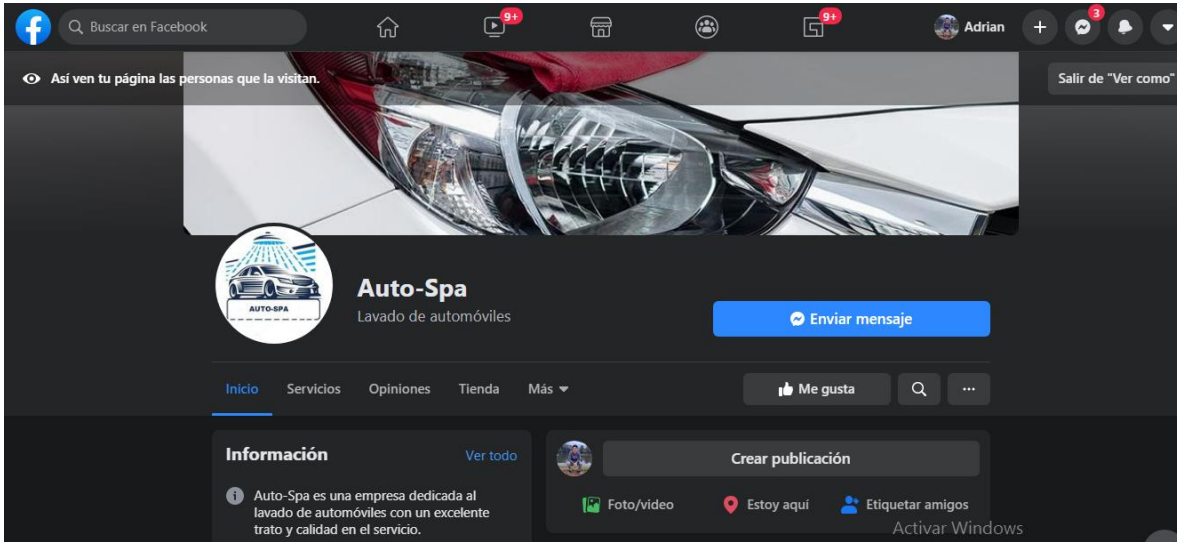 Buscar en Facebook
9+
9+
Adrian
3
Así ven tu página las personas que la visitan.
Salir de "Ver como"
AUTO-SPA
Auto-Spa
Lavado de automóviles
Enviar mensaje
Inicio
Servicios
Opiniones
Tienda
Más
Me gusta
Información
Ver todo
Crear publicación
Auto-Spa es una empresa dedicada al
lavado de automóviles con un excelente
trato y calidad en el servicio.
Foto/video
Estoy aquí
Etiquetar amigos
Activar Windows